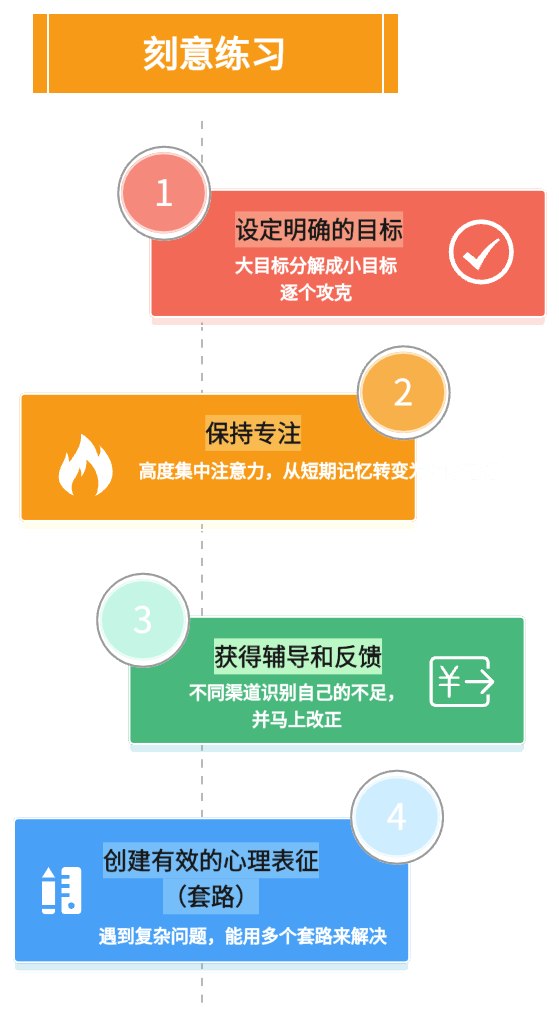 刻意练习
1
设定明确的目标
大目标分解成小目标
逐个攻克
2
保持专注
高度集中注意力，从短期记忆转变为
3
获得辅导和反馈
不同渠道识别自己的不足，
并马上改正
4
创建有效的心理表征
（套路）
遇到复杂问题，能用多个套路来解决